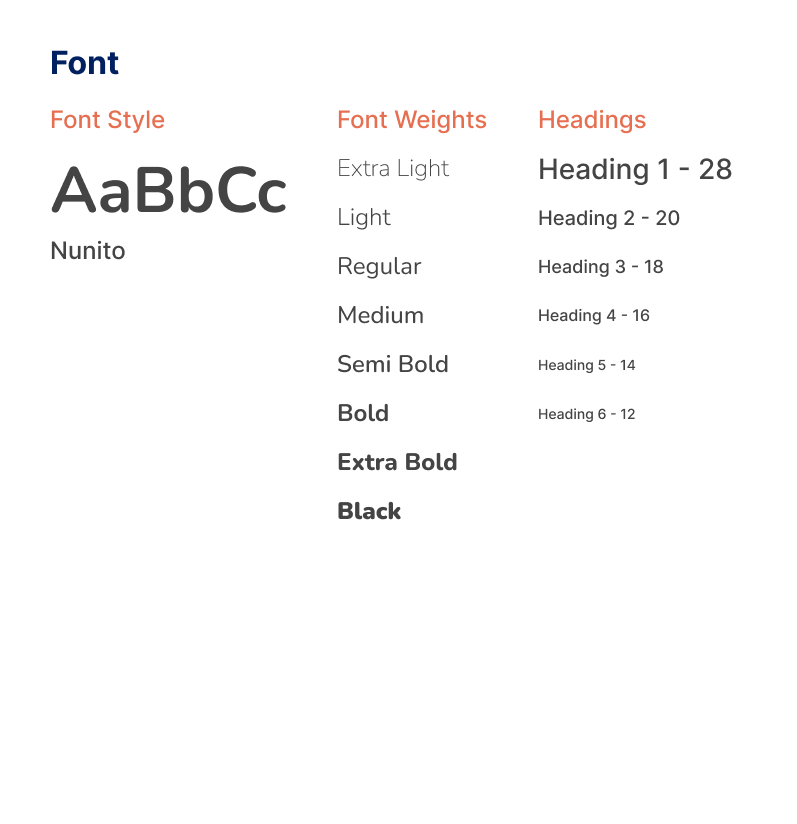 Font
Font Style
AaBbCc
Nunito
Font Weights
Extra Light
Light
Regular
Medium
Semi Bold
Bold
Extra Bold
Black
Headings
Heading 1 - 28
Heading 2 - 20
Heading 3 - 18
Heading 4 - 16
Heading 5 - 14
Heading 6 - 12